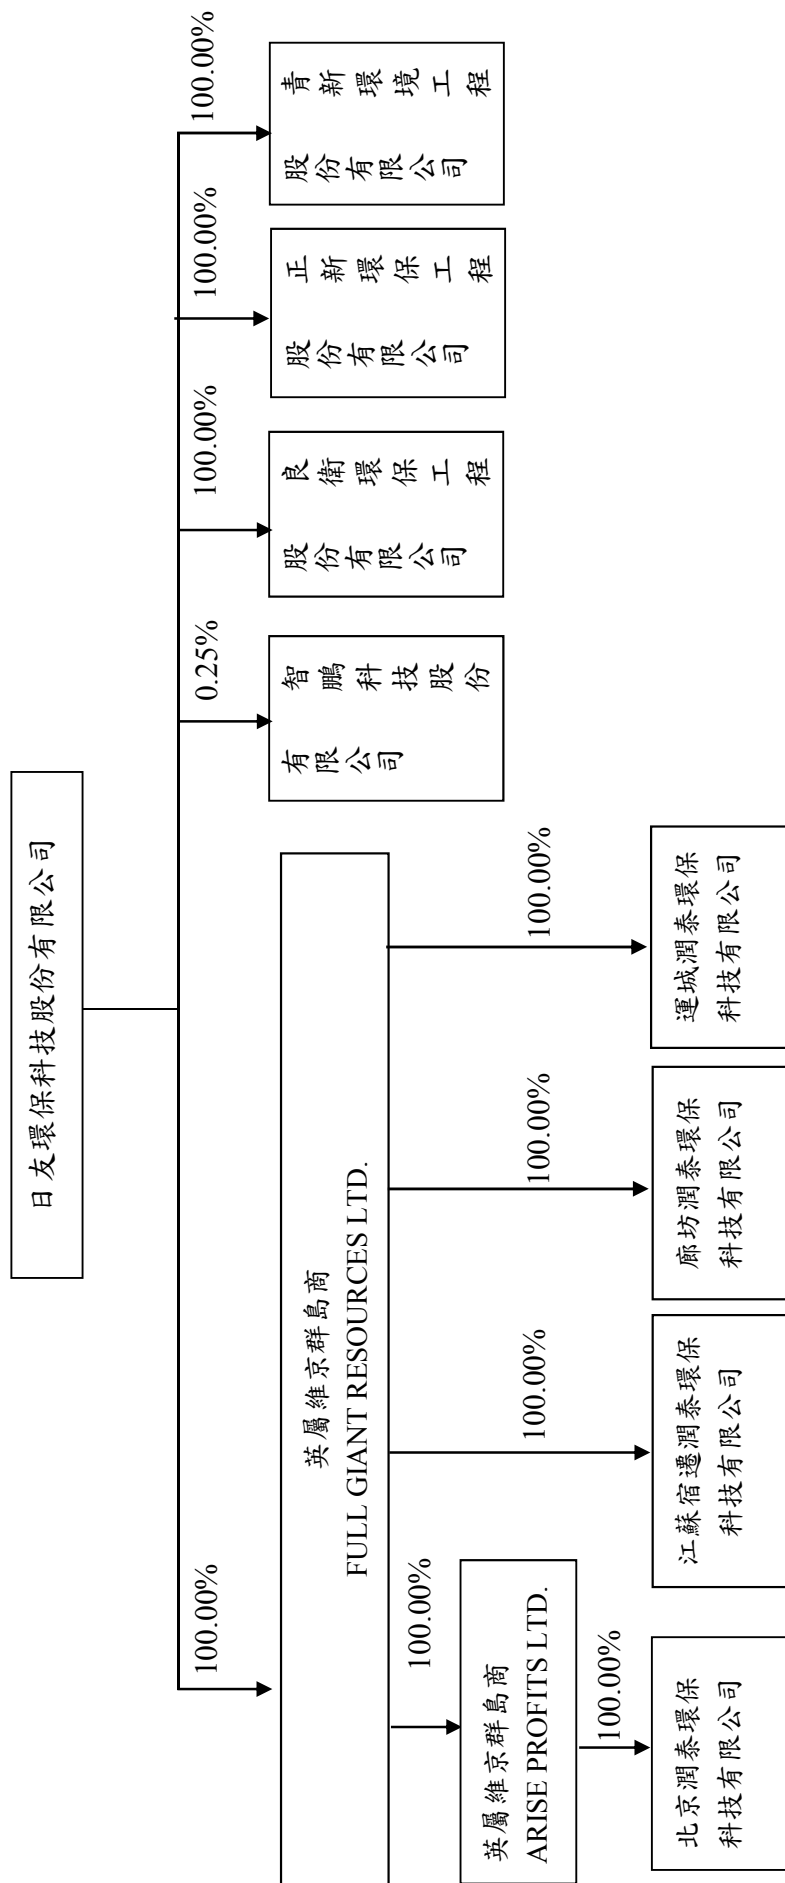 日友環保科技股份有限公司
100.00%
0.25%
100.00%
100.00%
100.00%
英屬維京群島商
FULL GIANT RESOURCES LTD.
智鵬科技股份
有限公司
良衛環保工程
股份有限公司
正新環保工程
股份有限公司
青新環境工程
股份有限公司
100.00%
100.00%
100.00%
100.00%
英屬維京群島商
ARISE PROFITS LTD.
100.00%
北京潤泰環保
科技有限公司
江蘇宿遷潤泰環保
科技有限公司
廊坊潤泰環保
科技有限公司
運城潤泰環保
科技有限公司